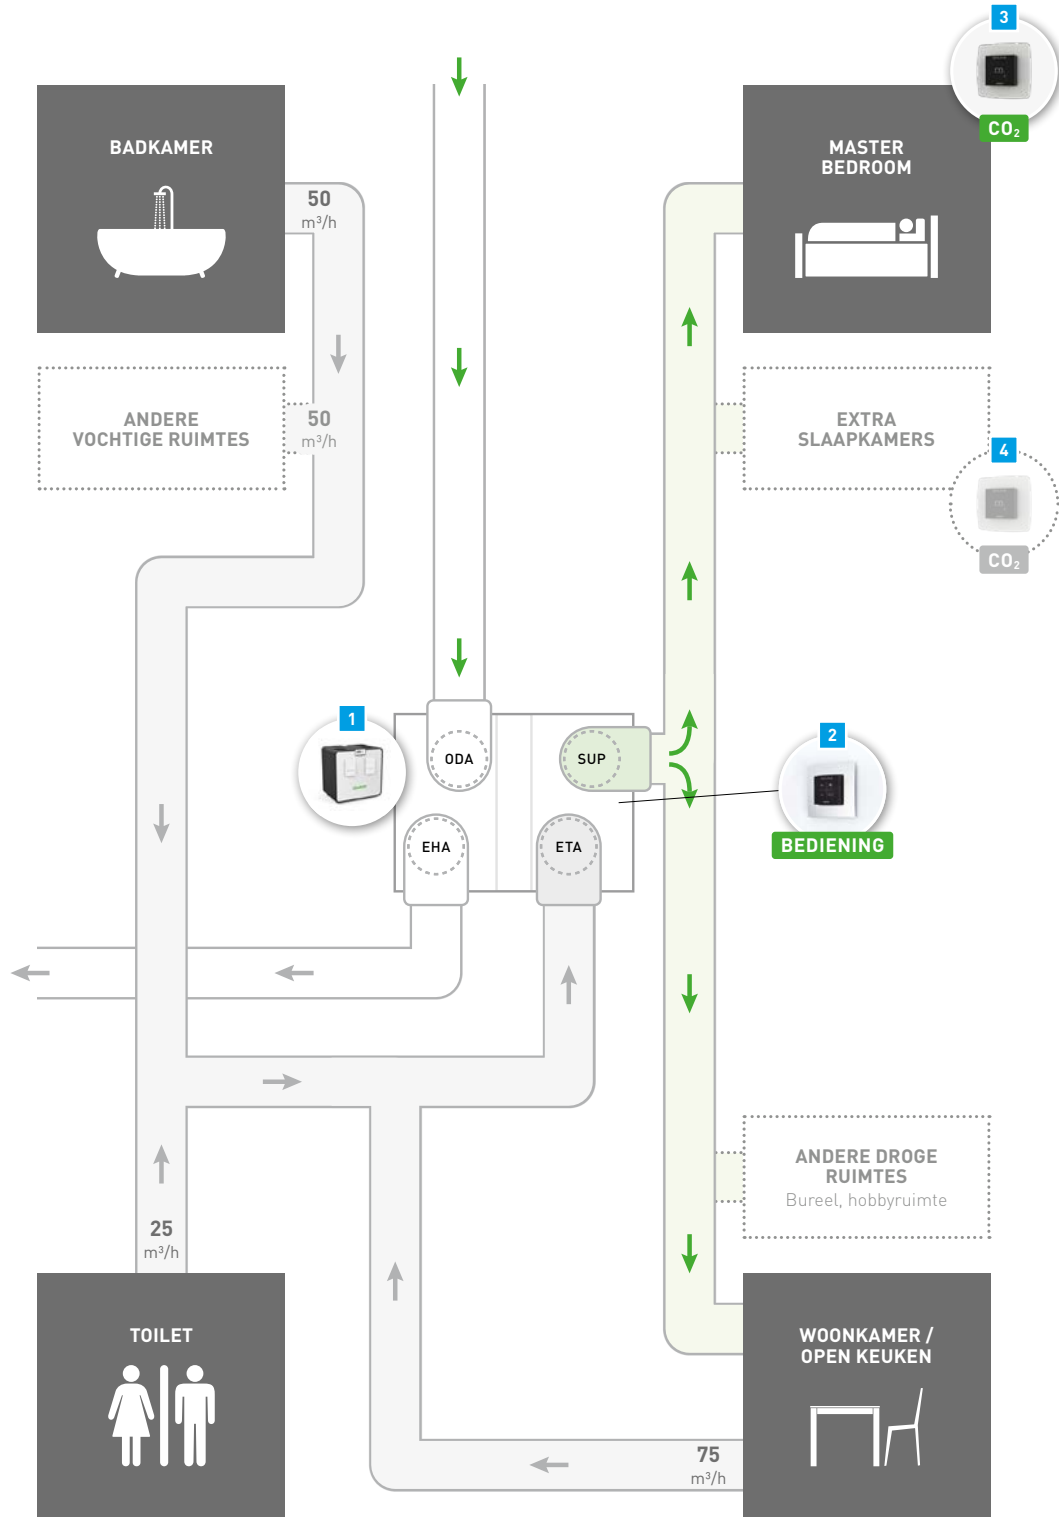 3
CO₂
BADKAMER
50
m³/h
MASTER
BEDROOM
ANDERE
VOCHTIGE RUIMTES
50
m³/h
EXTRA
SLAAPKAMERS
4
CO₂
1
ODA
SUP
2
BEDIENING
EHA
ETA
ANDERE DROGE
RUIMTES
Bureel, hobbyruimte
25
m³/h
TOILET
WOONKAMER /
OPEN KEUKEN
75
m³/h